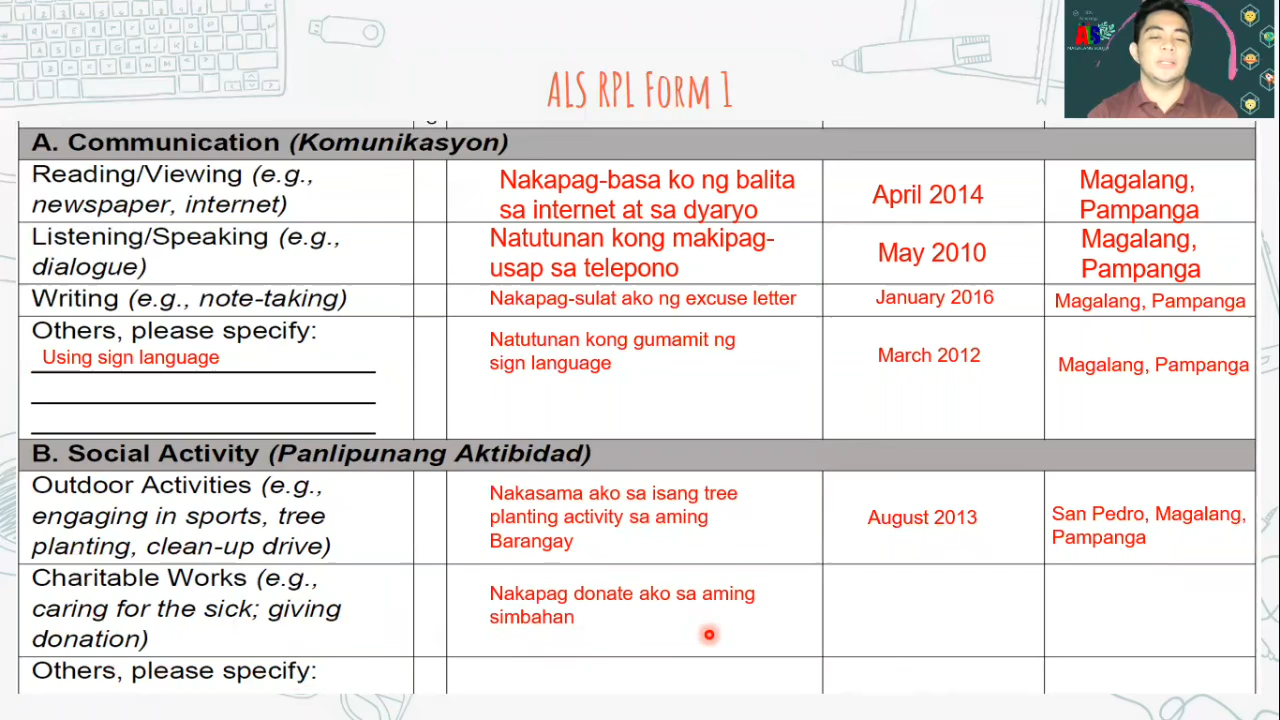 ALS RPL FORM 1
ALS
A. Communication (Komunikasyon)
Reading/Viewing (e.g.,
newspaper, internet)
Nakapag-basa ko ng balita
sa internet at sa dyaryo
April 2014
Magalang,
Pampanga
Listening/Speaking (e.g.,
dialogue)
Natutunan kong makipag-
usap sa telepono
May 2010
Magalang,
Pampanga
Writing (e.g., note-taking)
Nakapag-sulat ako ng excuse letter
January 2016
Magalang, Pampanga
Others, please specify:
Using sign language
Natutunan kong gumamit ng
sign language
March 2012
Magalang, Pampanga
B. Social Activity (Panlipunang Aktibidad)
Outdoor Activities (e.g.,
engaging in sports, tree
planting, clean-up drive)
Nakasama ako sa isang tree
planting activity sa aming
Barangay
August 2013
San Pedro, Magalang,
Pampanga
Charitable Works (e.g.,
caring for the sick; giving
donation)
Nakapag donate ako sa aming
simbahan
Others, please specify: